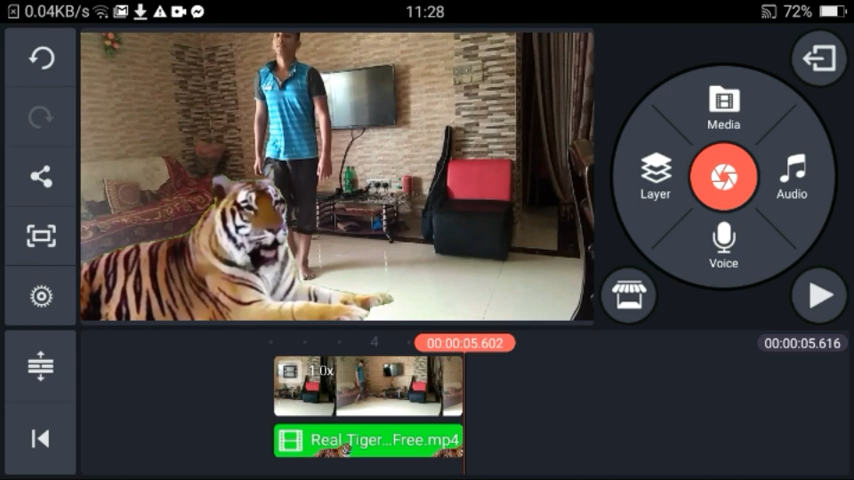 0.04KB/s
11:28
72%
Media
Layer
Audio
Voice
4
00:00:05.602
00:00:05.616
1.0x
Real Tiger...Free.mp4